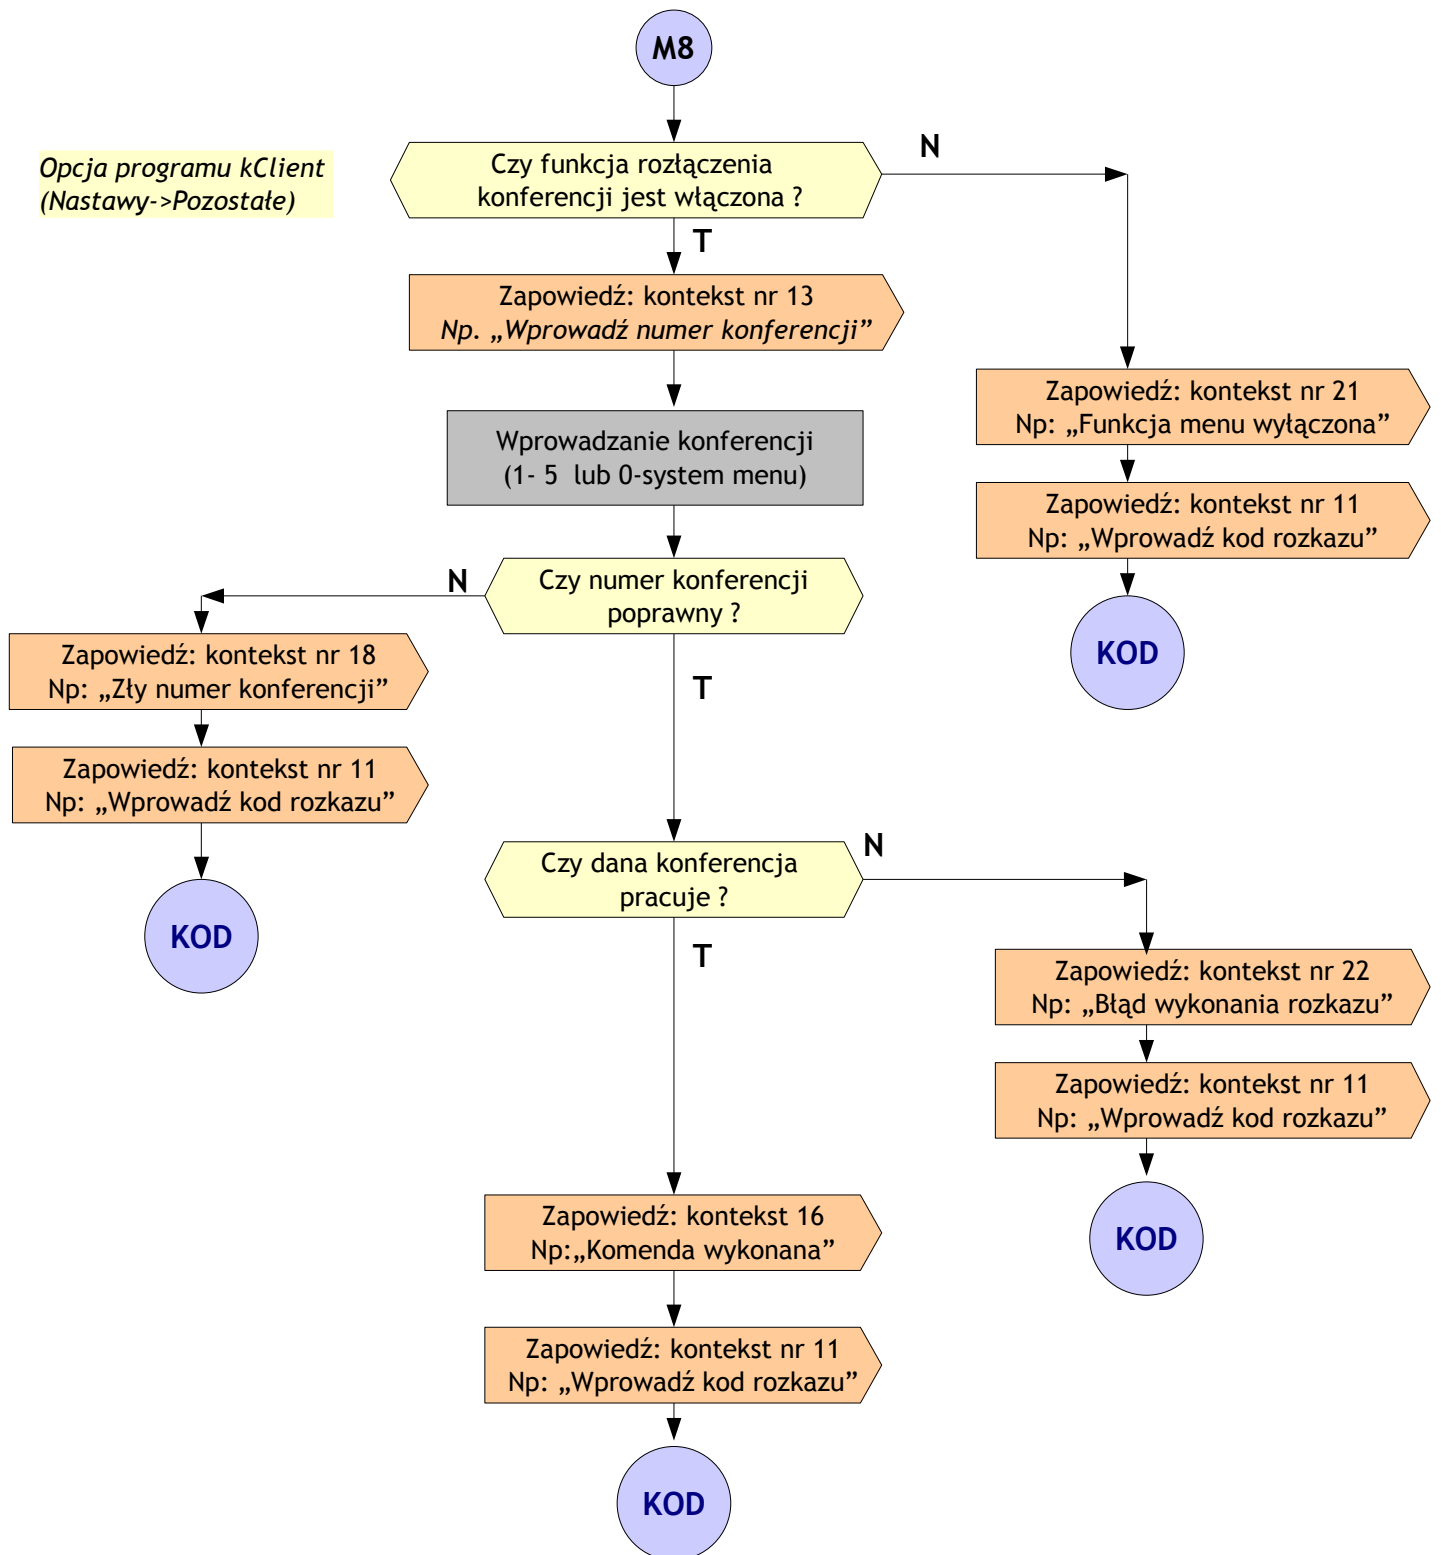 M8
Opcja programu kClient
(Nastawy->Pozostałe)
Czy funkcja rozłączenia
konferencji jest włączona ?
N
T
Zapowiedź: kontekst nr 13
Np. „Wprowadź numer konferencji”
Zapowiedź: kontekst nr 21
Np: „Funkcja menu wyłączona”
Wprowadzanie konferencji
(1- 5 lub 0-system menu)
Zapowiedź: kontekst nr 11
Np: „Wprowadź kod rozkazu”
KOD
Czy numer konferencji
poprawny ?
N
T
Zapowiedź: kontekst nr 18
Np: „Zły numer konferencji”
Zapowiedź: kontekst nr 11
Np: „Wprowadź kod rozkazu”
KOD
Czy dana konferencja
pracuje ?
N
T
Zapowiedź: kontekst nr 22
Np: „Błąd wykonania rozkazu”
Zapowiedź: kontekst nr 11
Np: „Wprowadź kod rozkazu”
KOD
Zapowiedź: kontekst 16
Np:„Komenda wykonana”
Zapowiedź: kontekst nr 11
Np: „Wprowadź kod rozkazu”
KOD